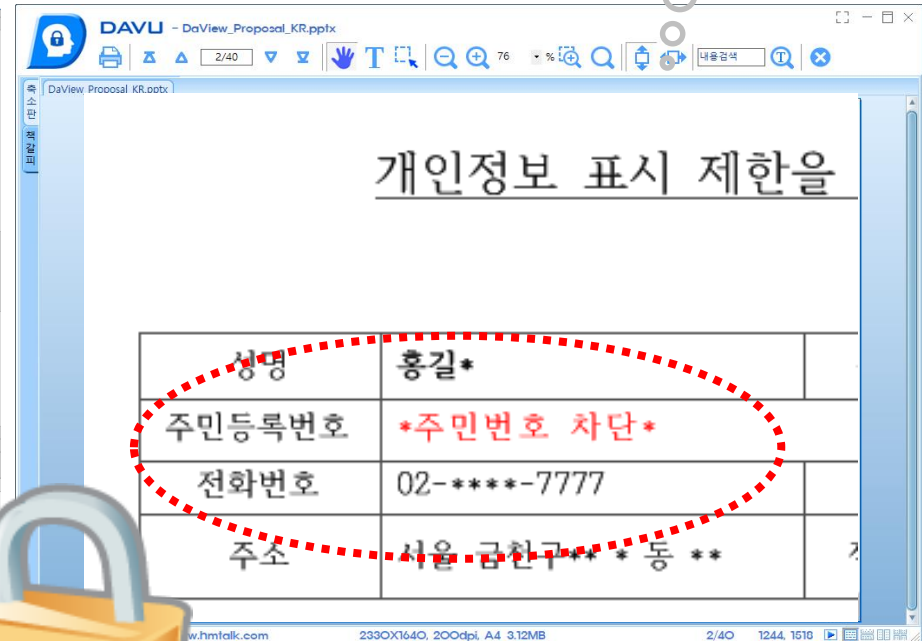 DAVU - DaView_Proposal_KR.pptx
2/40 T 76 % 내용검색 T
축소판
DaView_Proposal_KR.pptx
책갈피
개인정보 표시 제한을
성명 홍길*
주민등록번호 *주민번호 차단*
전화번호 02-****-7777
주소 서울 금천구** * 동 **
w.hmtalk.com 2330X1640, 200dpi, A4 3.12MB 2/40 1244, 1518